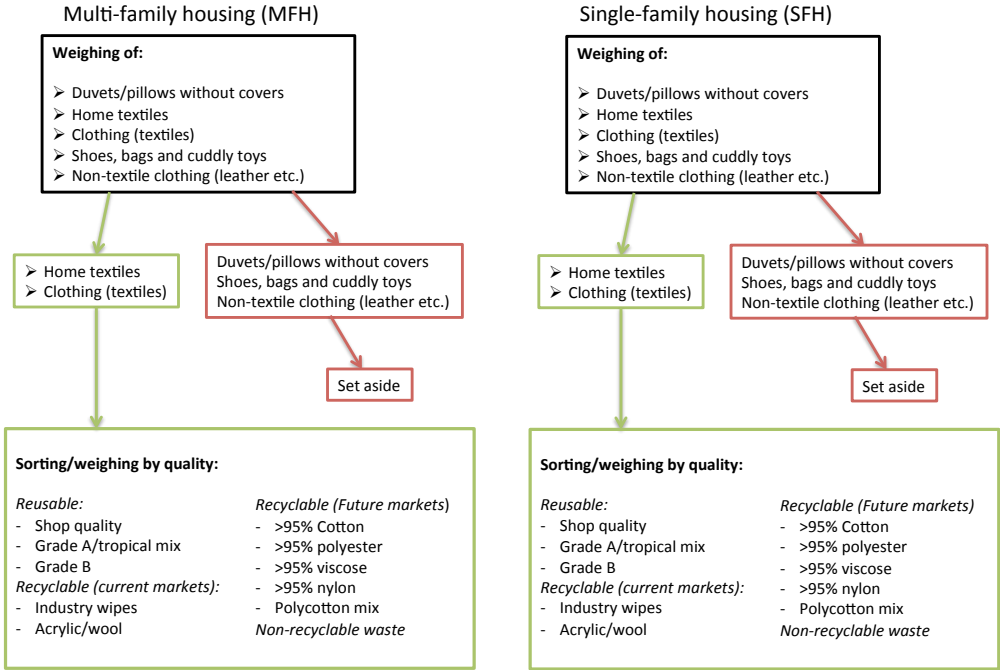 Multi-family housing (MFH)
Weighing of:
➢ Duvets/pillows without covers
➢ Home textiles
➢ Clothing (textiles)
➢ Shoes, bags and cuddly toys
➢ Non-textile clothing (leather etc.)
➢ Home textiles
➢ Clothing (textiles)
Duvets/pillows without covers
Shoes, bags and cuddly toys
Non-textile clothing (leather etc.)
Set aside
Sorting/weighing by quality:
Reusable:
- Shop quality
- Grade A/tropical mix
- Grade B
Recyclable (current markets):
- Industry wipes
- Acrylic/wool
Recyclable (Future markets)
- >95% Cotton
- >95% polyester
- >95% viscose
- >95% nylon
- Polycotton mix
Non-recyclable waste
Single-family housing (SFH)
Weighing of:
➢ Duvets/pillows without covers
➢ Home textiles
➢ Clothing (textiles)
➢ Shoes, bags and cuddly toys
➢ Non-textile clothing (leather etc.)
➢ Home textiles
➢ Clothing (textiles)
Duvets/pillows without covers
Shoes, bags and cuddly toys
Non-textile clothing (leather etc.)
Set aside
Sorting/weighing by quality:
Reusable:
- Shop quality
- Grade A/tropical mix
- Grade B
Recyclable (current markets):
- Industry wipes
- Acrylic/wool
Recyclable (Future markets)
- >95% Cotton
- >95% polyester
- >95% viscose
- >95% nylon
- Polycotton mix
Non-recyclable waste